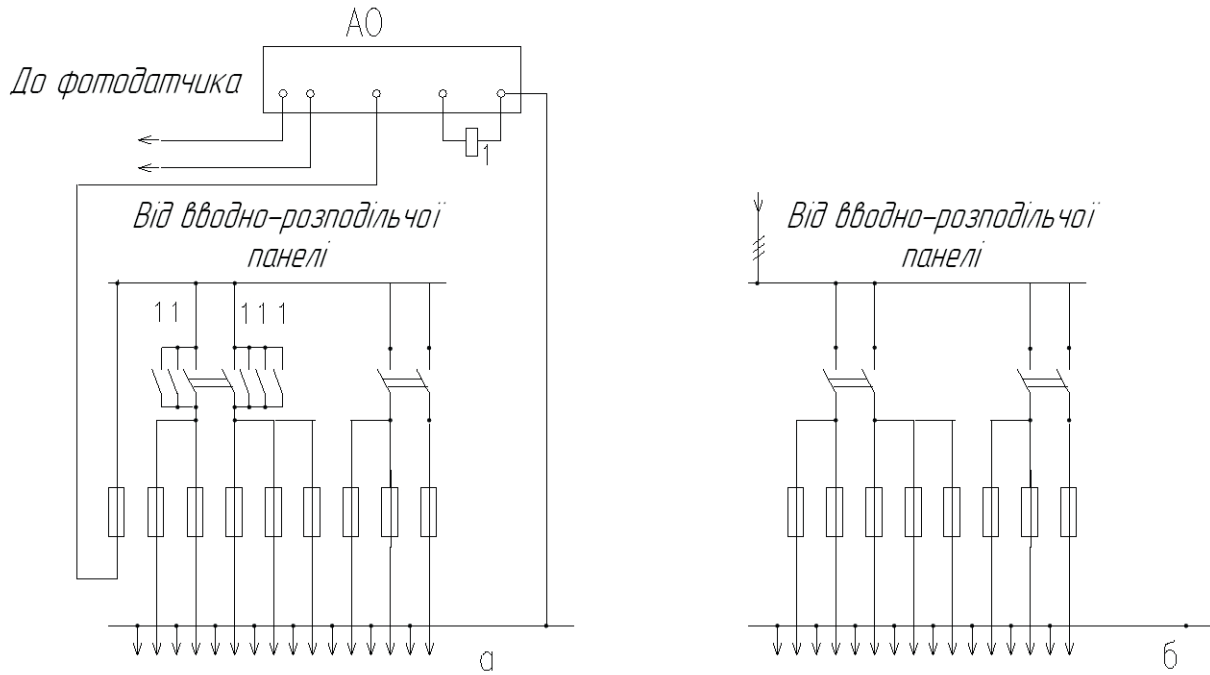 АО
До фотодатчика
1
Від вводно-розподільчої
панелі
1 1 1 1 1
а
Від вводно-розподільчої
панелі
б